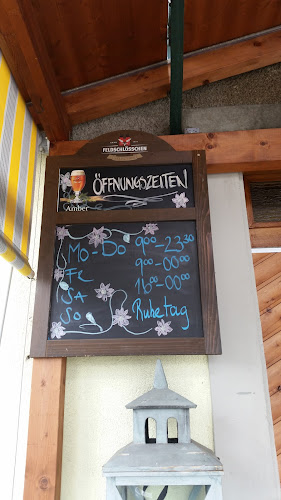 FELDSCHLÖSSCHEN
ÖFFNUNGSZEITEN
Amber
Mo - Do 9⁰⁰ - 23³⁰
Fr 9⁰⁰ - 00⁰⁰
SA 16⁰⁰ - 00⁰⁰
So Ruhetag